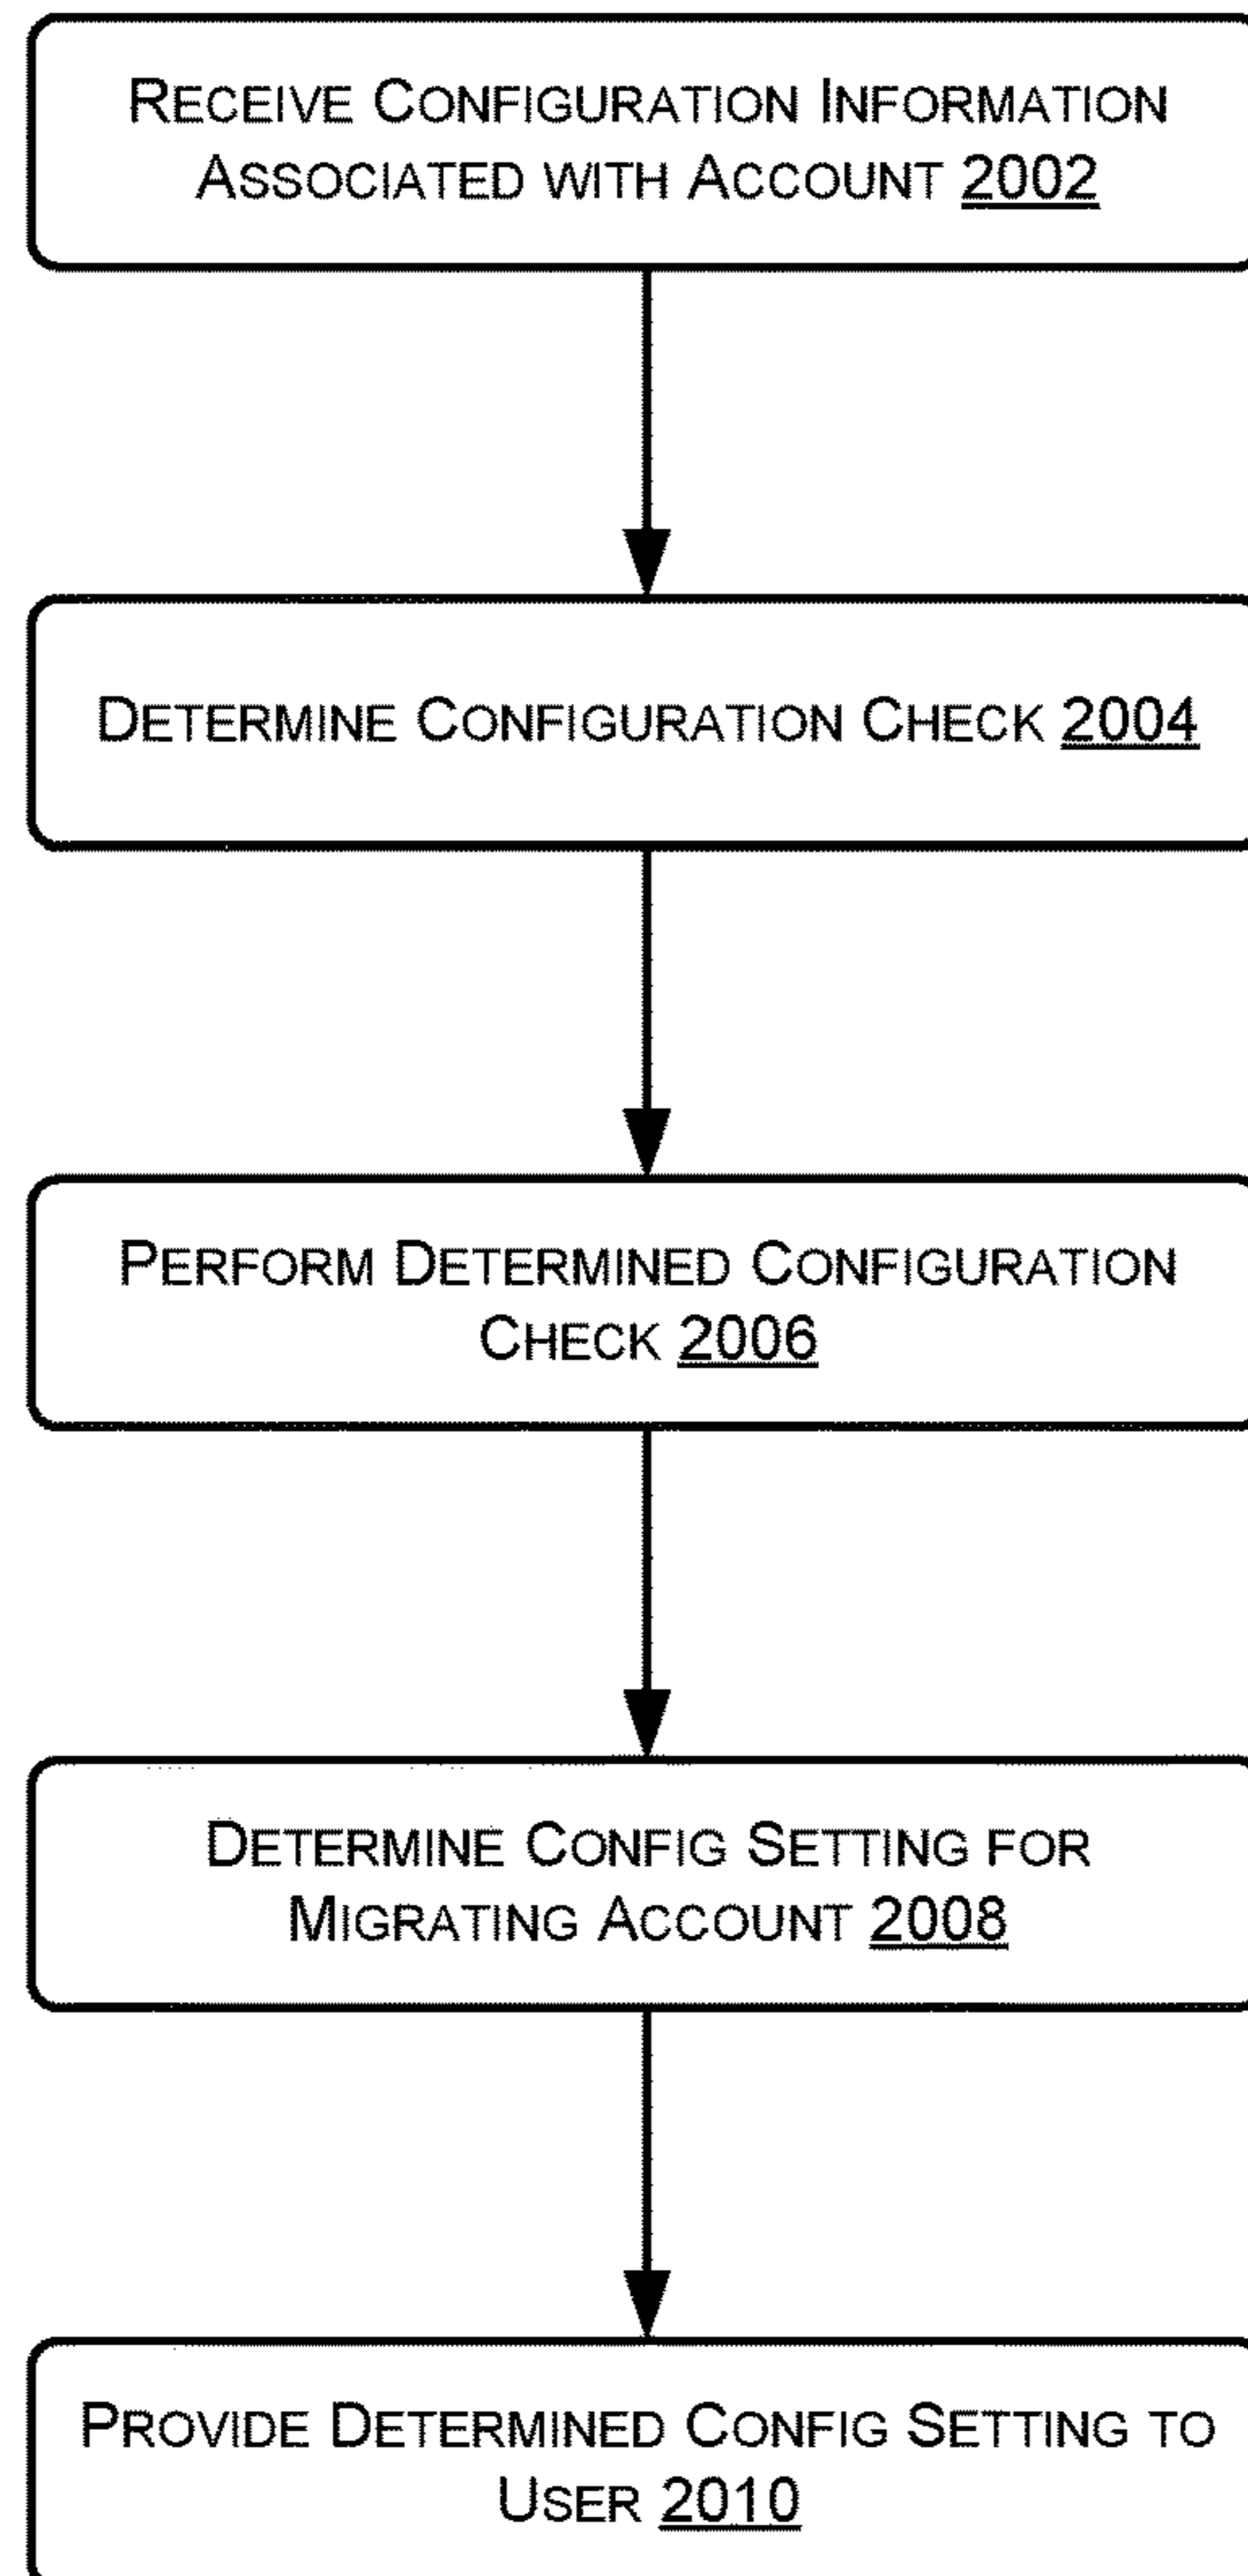 RECEIVE CONFIGURATION INFORMATION
ASSOCIATED WITH ACCOUNT 2002
DETERMINE CONFIGURATION CHECK 2004
PERFORM DETERMINED CONFIGURATION
CHECK 2006
DETERMINE CONFIG SETTING FOR
MIGRATING ACCOUNT 2008
PROVIDE DETERMINED CONFIG SETTING TO
USER 2010